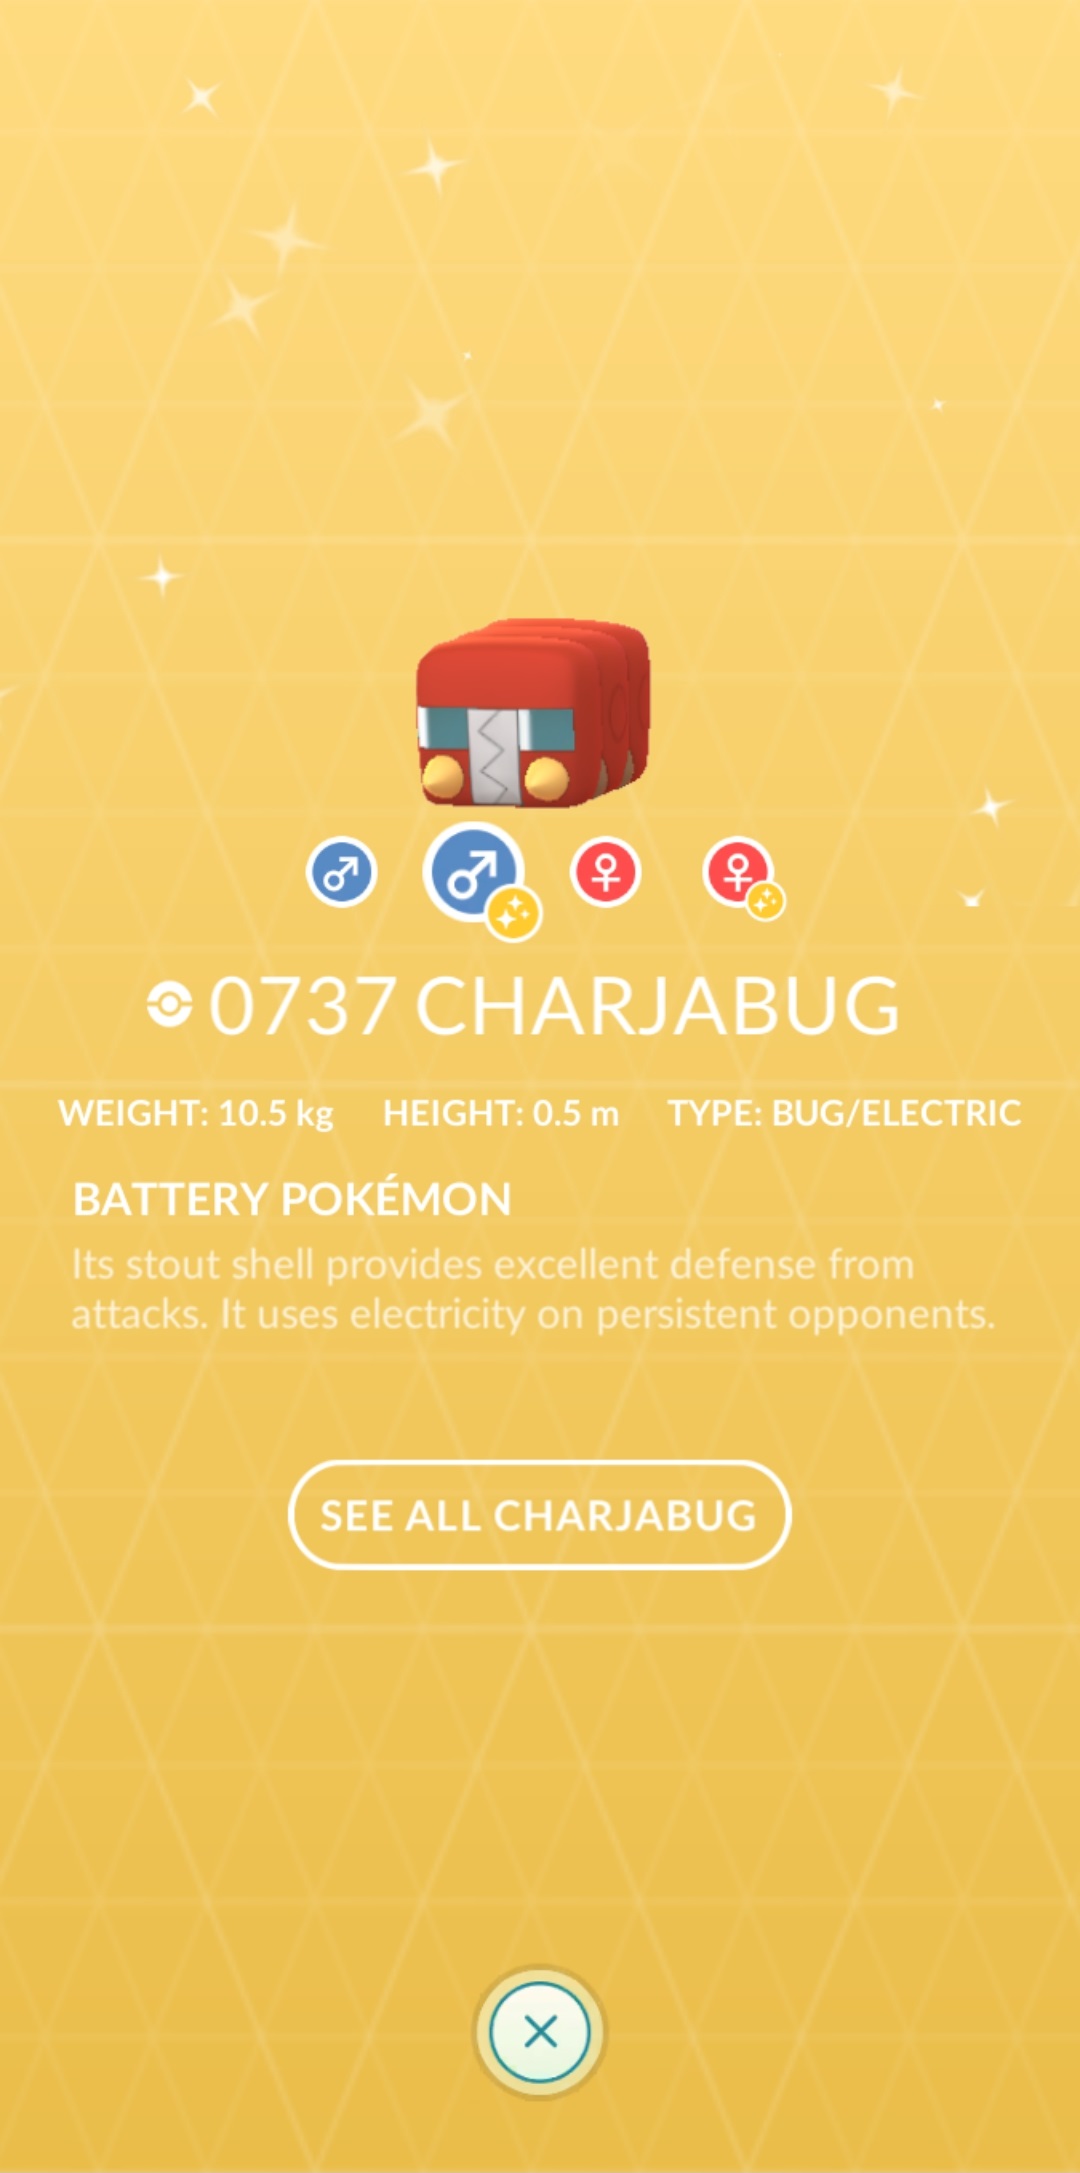 0737 CHARJABUG
WEIGHT: 10.5 kg HEIGHT: 0.5 m TYPE: BUG/ELECTRIC
BATTERY POKÉMON
Its stout shell provides excellent defense from
attacks. It uses electricity on persistent opponents.
SEE ALL CHARJABUG